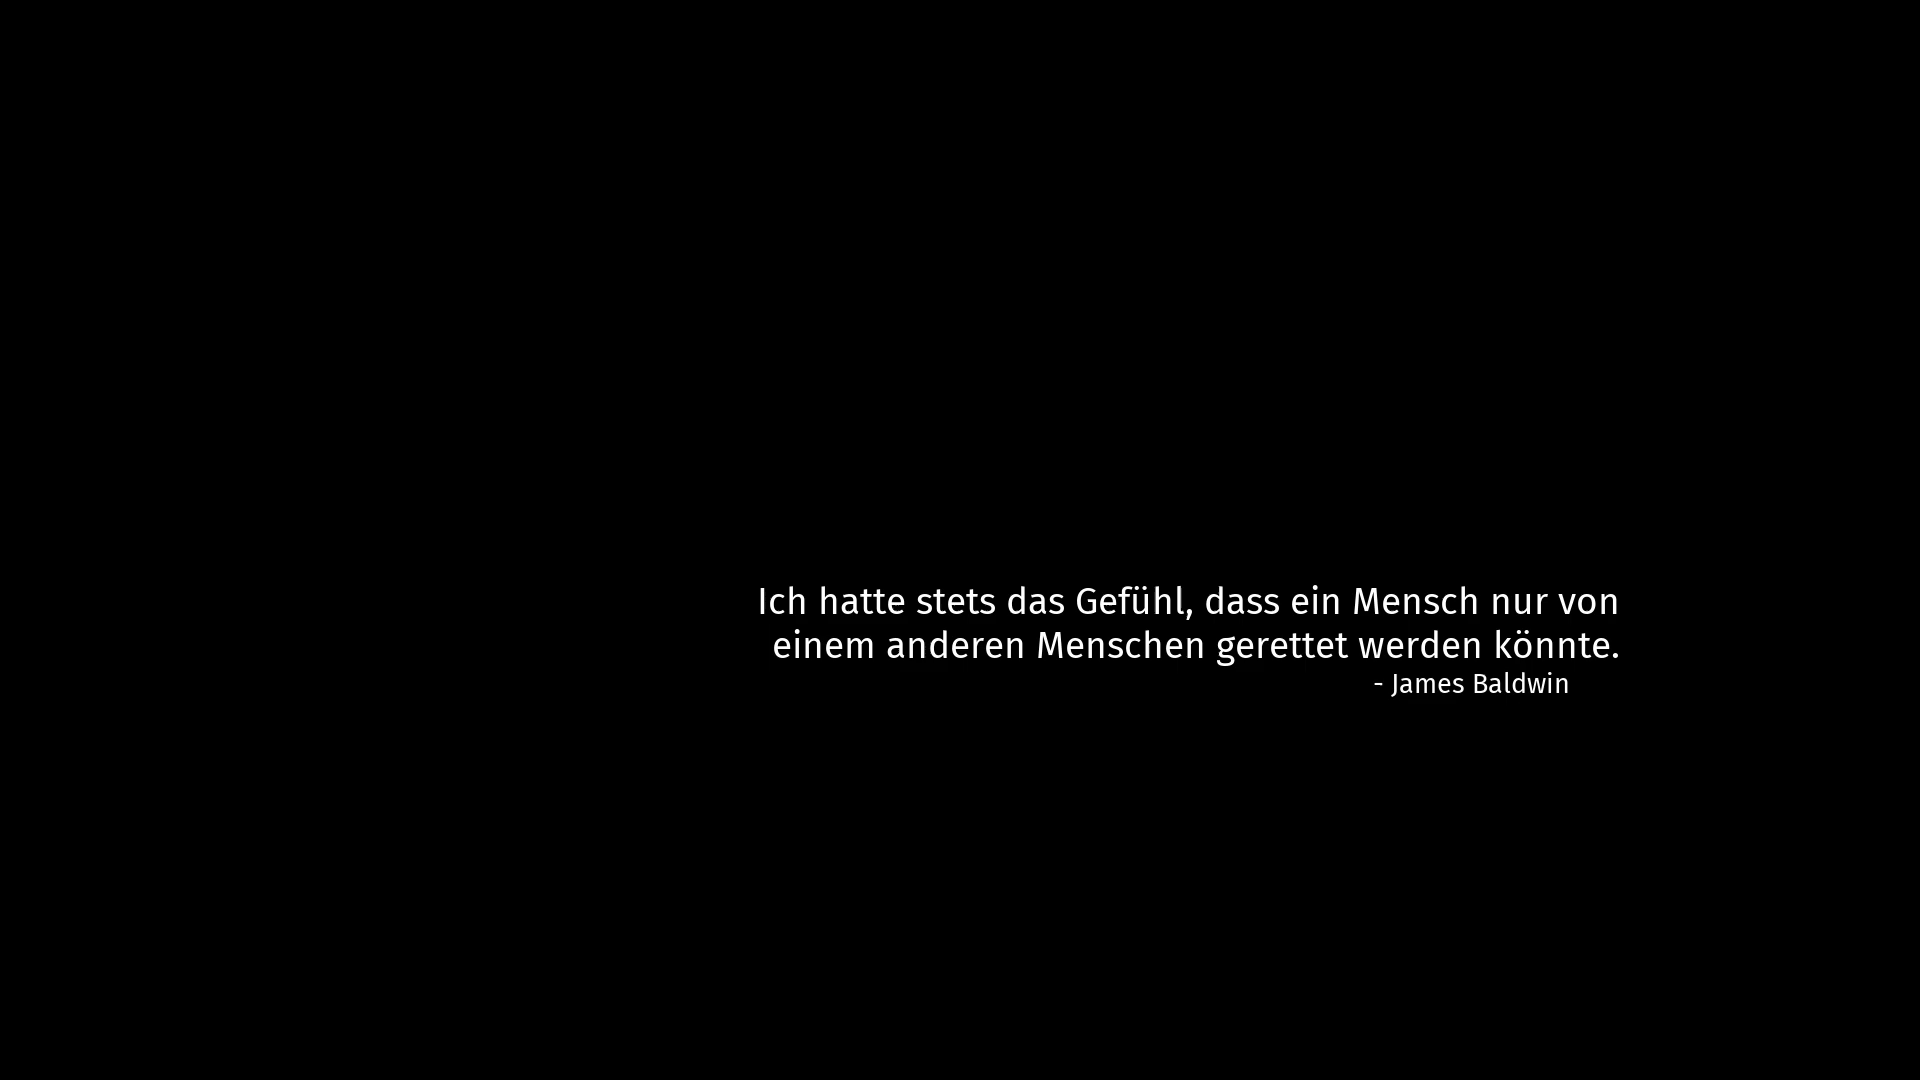 Ich hatte stets das Gefühl, dass ein Mensch nur von
einem anderen Menschen gerettet werden könnte.
- James Baldwin